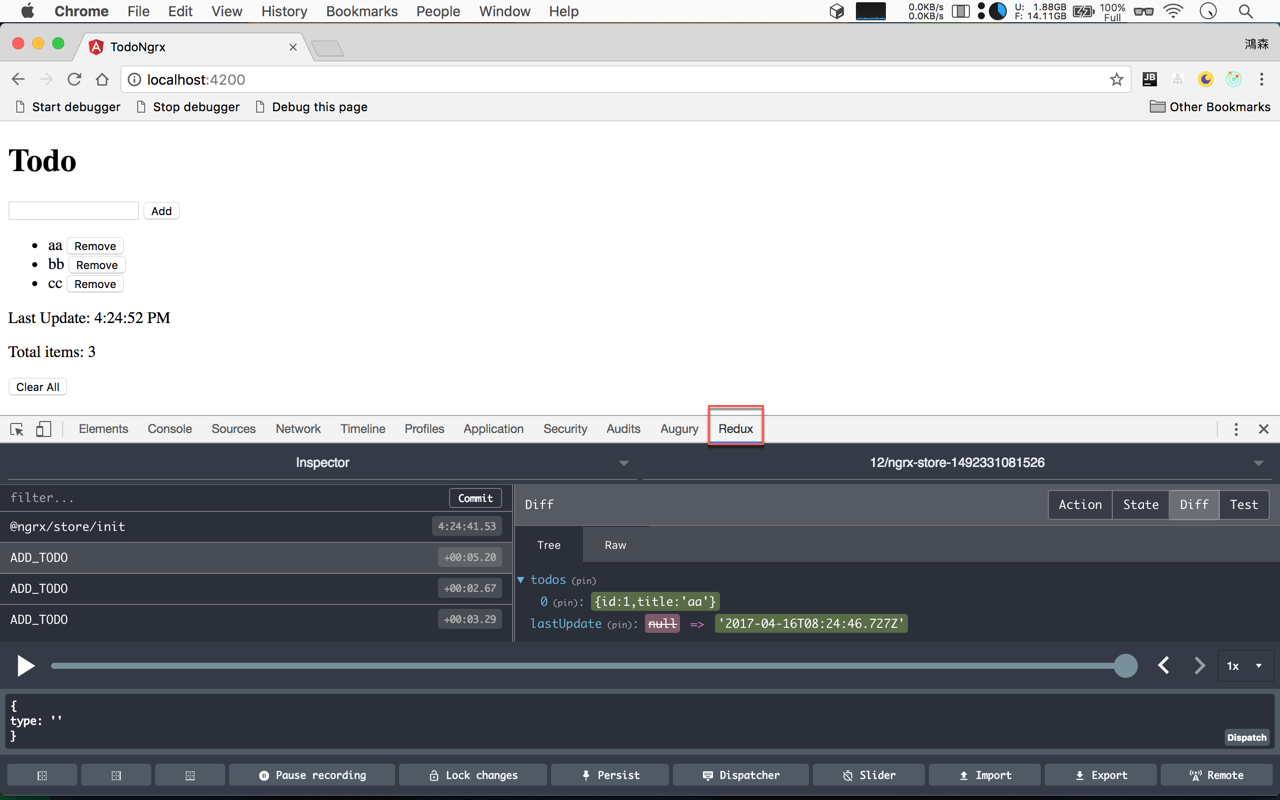 Chrome File Edit View History Bookmarks People Window Help 0.0KB/s 0.0KB/s U: 1.88GB F: 14.11GB 100% Full
TodoNgrx 鴻森
localhost:4200 JB
Start debugger Stop debugger Debug this page Other Bookmarks
Todo
Add
• aa Remove
• bb Remove
• cc Remove
Last Update: 4:24:52 PM
Total items: 3
Clear All
Elements Console Sources Network Timeline Profiles Application Security Audits Augury Redux
Inspector 12/ngrx-store-1492331081526
filter... Commit Diff Action State Diff Test
@ngrx/store/init 4:24:41.53
Tree Raw
ADD_TODO +00:05.20
todos (pin)
ADD_TODO +00:02.67
0 (pin): {id:1,title:'aa'}
ADD_TODO +00:03.29
lastUpdate (pin): null => '2017-04-16T08:24:46.727Z'
1x
{
type: ''
}
Dispatch
Pause recording Lock changes Persist Dispatcher Slider Import Export Remote